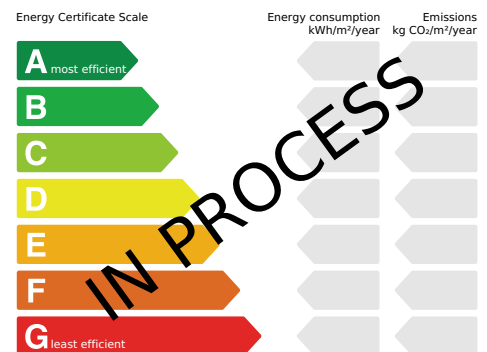 Energy Certificate Scale
Energy consumption
kWh/m²/year
Emissions
kg CO₂/m²/year
A most efficient
B
C
D
E
F
G least efficient
IN PROCESS